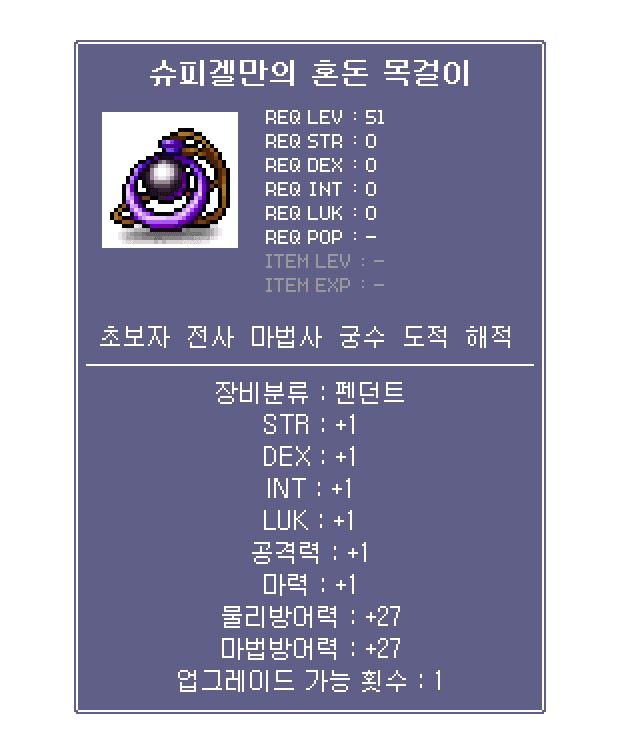 슈피겔만의 혼돈 목걸이
REQ LEV : 51
REQ STR : 0
REQ DEX : 0
REQ INT : 0
REQ LUK : 0
REQ POP : -
ITEM LEV : -
ITEM EXP : -
초보자 전사 마법사 궁수 도적 해적
장비분류 : 펜던트
STR : +1
DEX : +1
INT : +1
LUK : +1
공격력 : +1
마력 : +1
물리방어력 : +27
마법방어력 : +27
업그레이드 가능 횟수 : 1